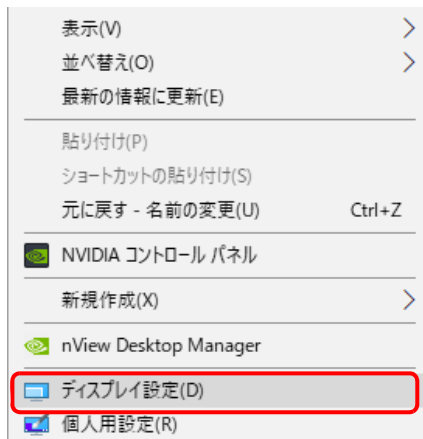 表示(V)
並べ替え(O)
最新の情報に更新(E)
貼り付け(P)
ショートカットの貼り付け(S)
元に戻す - 名前の変更(U) Ctrl+Z
NVIDIA コントロール パネル
新規作成(X)
nView Desktop Manager
ディスプレイ設定(D)
個人用設定(R)